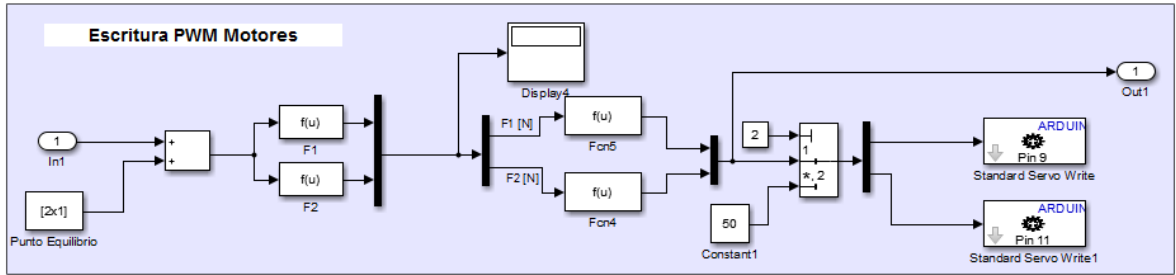 Escritura PWM Motores
1
In1
[2x1]
Punto Equilibrio
+
+
f(u)
F1
f(u)
F2
Display4
F1 [N]
F2 [N]
f(u)
Fcn5
f(u)
Fcn4
2
50
Constant1
1
*, 2
1
Out1
ARDUIN
Pin 9
Standard Servo Write
ARDUIN
Pin 11
Standard Servo Write1